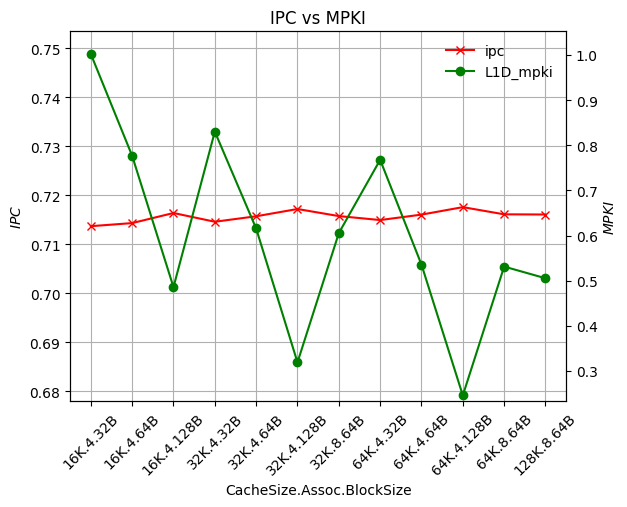 IPC vs MPKI
ipc
L1D_mpki
0.75
0.74
0.73
0.72
0.71
0.70
0.69
0.68
IPC
1.0
0.9
0.8
0.7
0.6
0.5
0.4
0.3
MPKI
16K.4.32B
16K.4.64B
16K.4.128B
32K.4.32B
32K.4.64B
32K.4.128B
32K.8.64B
64K.4.32B
64K.4.64B
64K.4.128B
64K.8.64B
128K.8.64B
CacheSize.Assoc.BlockSize